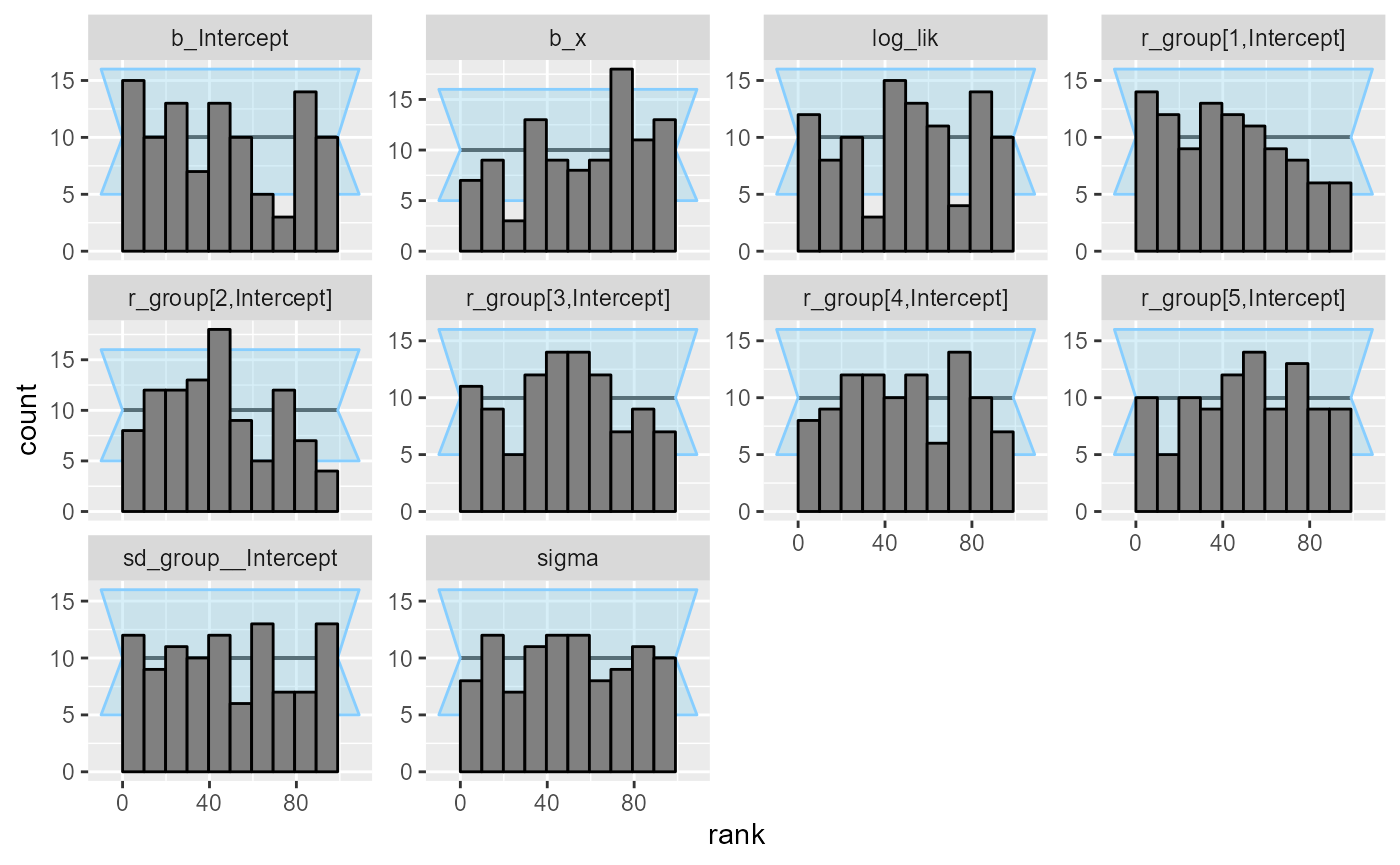 b_Intercept
b_x
log_lik
r_group[1,Intercept]
15
10
5
0
15
10
5
0
15
10
5
0
15
10
5
0
r_group[2,Intercept]
r_group[3,Intercept]
r_group[4,Intercept]
r_group[5,Intercept]
15
10
5
0
15
10
5
0
15
10
5
0
15
10
5
0
0 40 80
0 40 80
count
sd_group__Intercept
sigma
15
10
5
0
15
10
5
0
0 40 80
0 40 80
rank